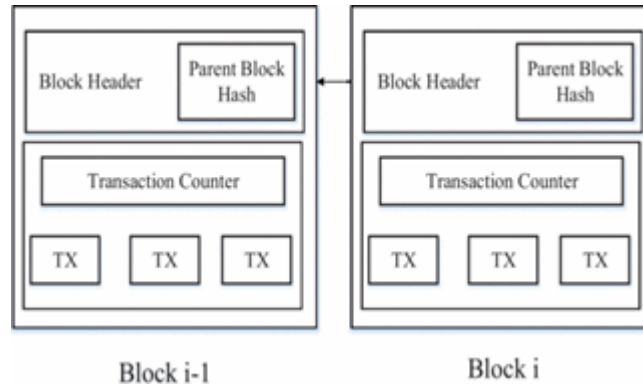 Block Header
Parent Block
Hash
Transaction Counter
TX TX TX
Block i-1
Block Header
Parent Block
Hash
Transaction Counter
TX TX TX
Block i